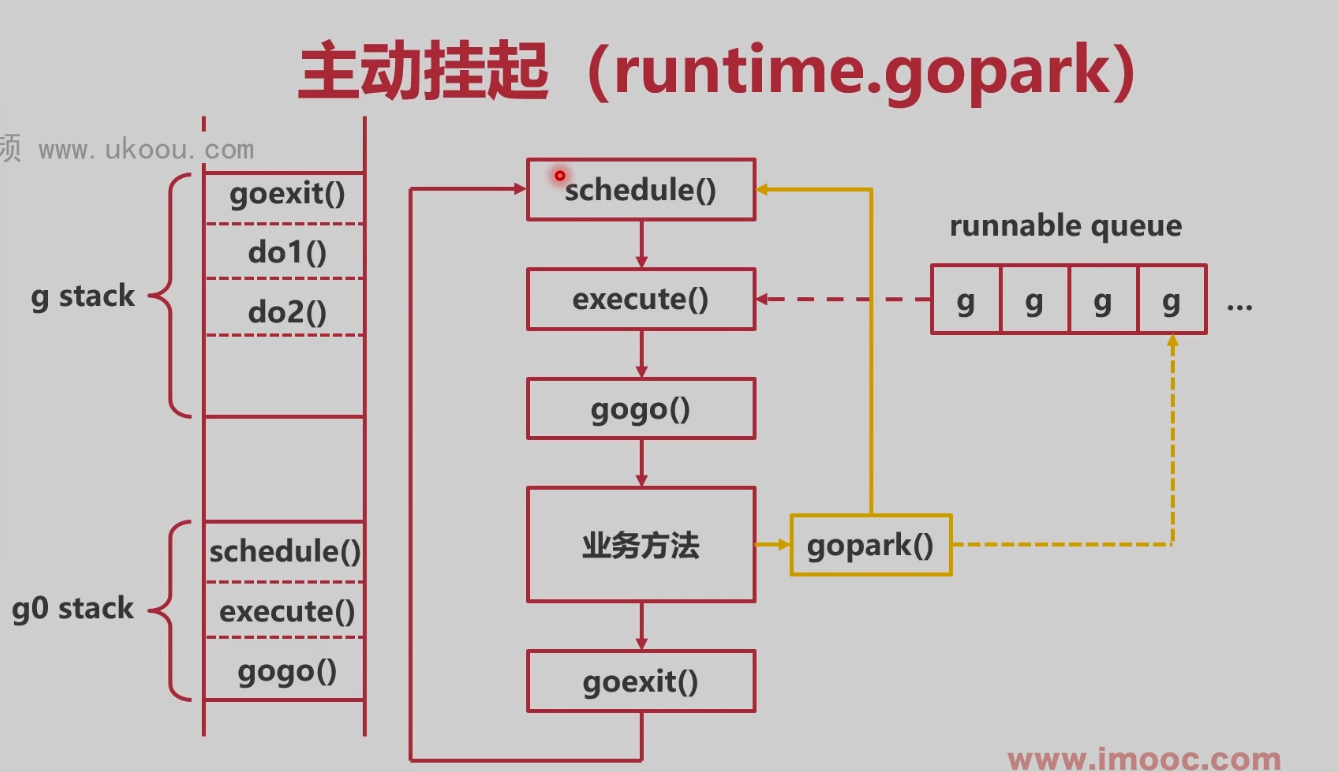 主动挂起（runtime.gopark）
频 www.ukoou.com
g stack
goexit()
do1()
do2()
g0 stack
schedule()
execute()
gogo()
schedule()
execute()
gogo()
业务方法
gopark()
goexit()
runnable queue
g g g g ...
www.imooc.com